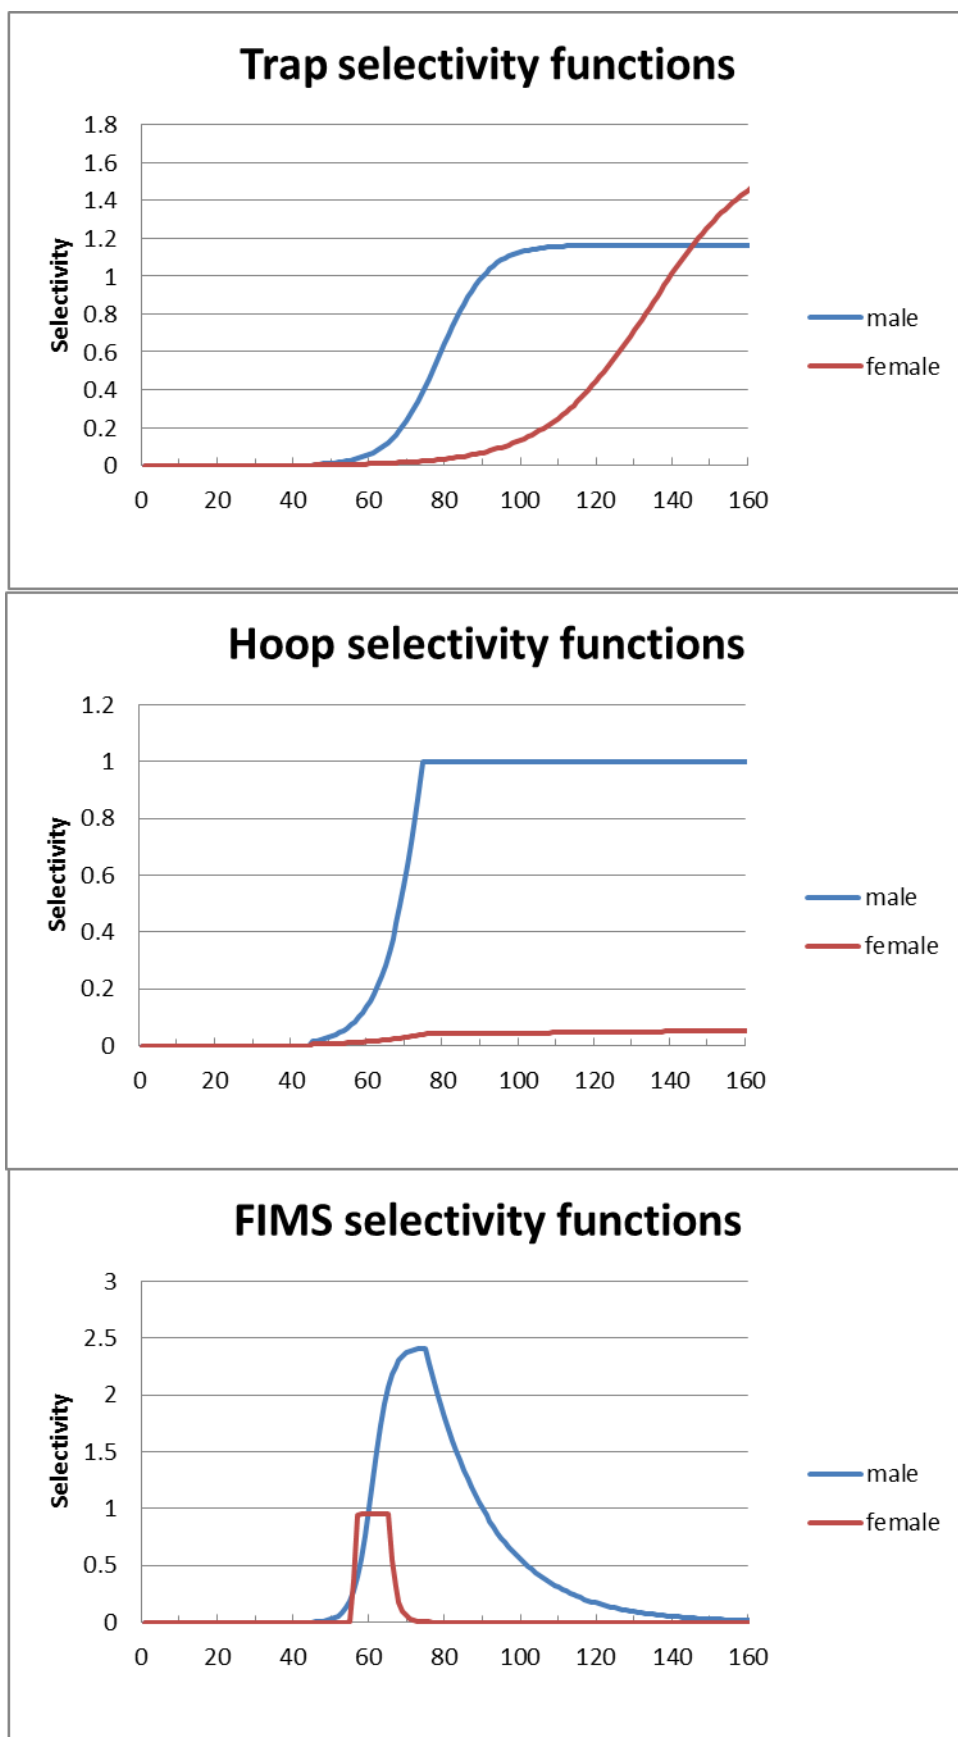 Trap selectivity functions
1.8
1.6
1.4
1.2
1
0.8
0.6
0.4
0.2
0
Selectivity
0 20 40 60 80 100 120 140 160
male
female
Hoop selectivity functions
1.2
1
0.8
0.6
0.4
0.2
0
Selectivity
0 20 40 60 80 100 120 140 160
male
female
FIMS selectivity functions
3
2.5
2
1.5
1
0.5
0
Selectivity
0 20 40 60 80 100 120 140 160
male
female